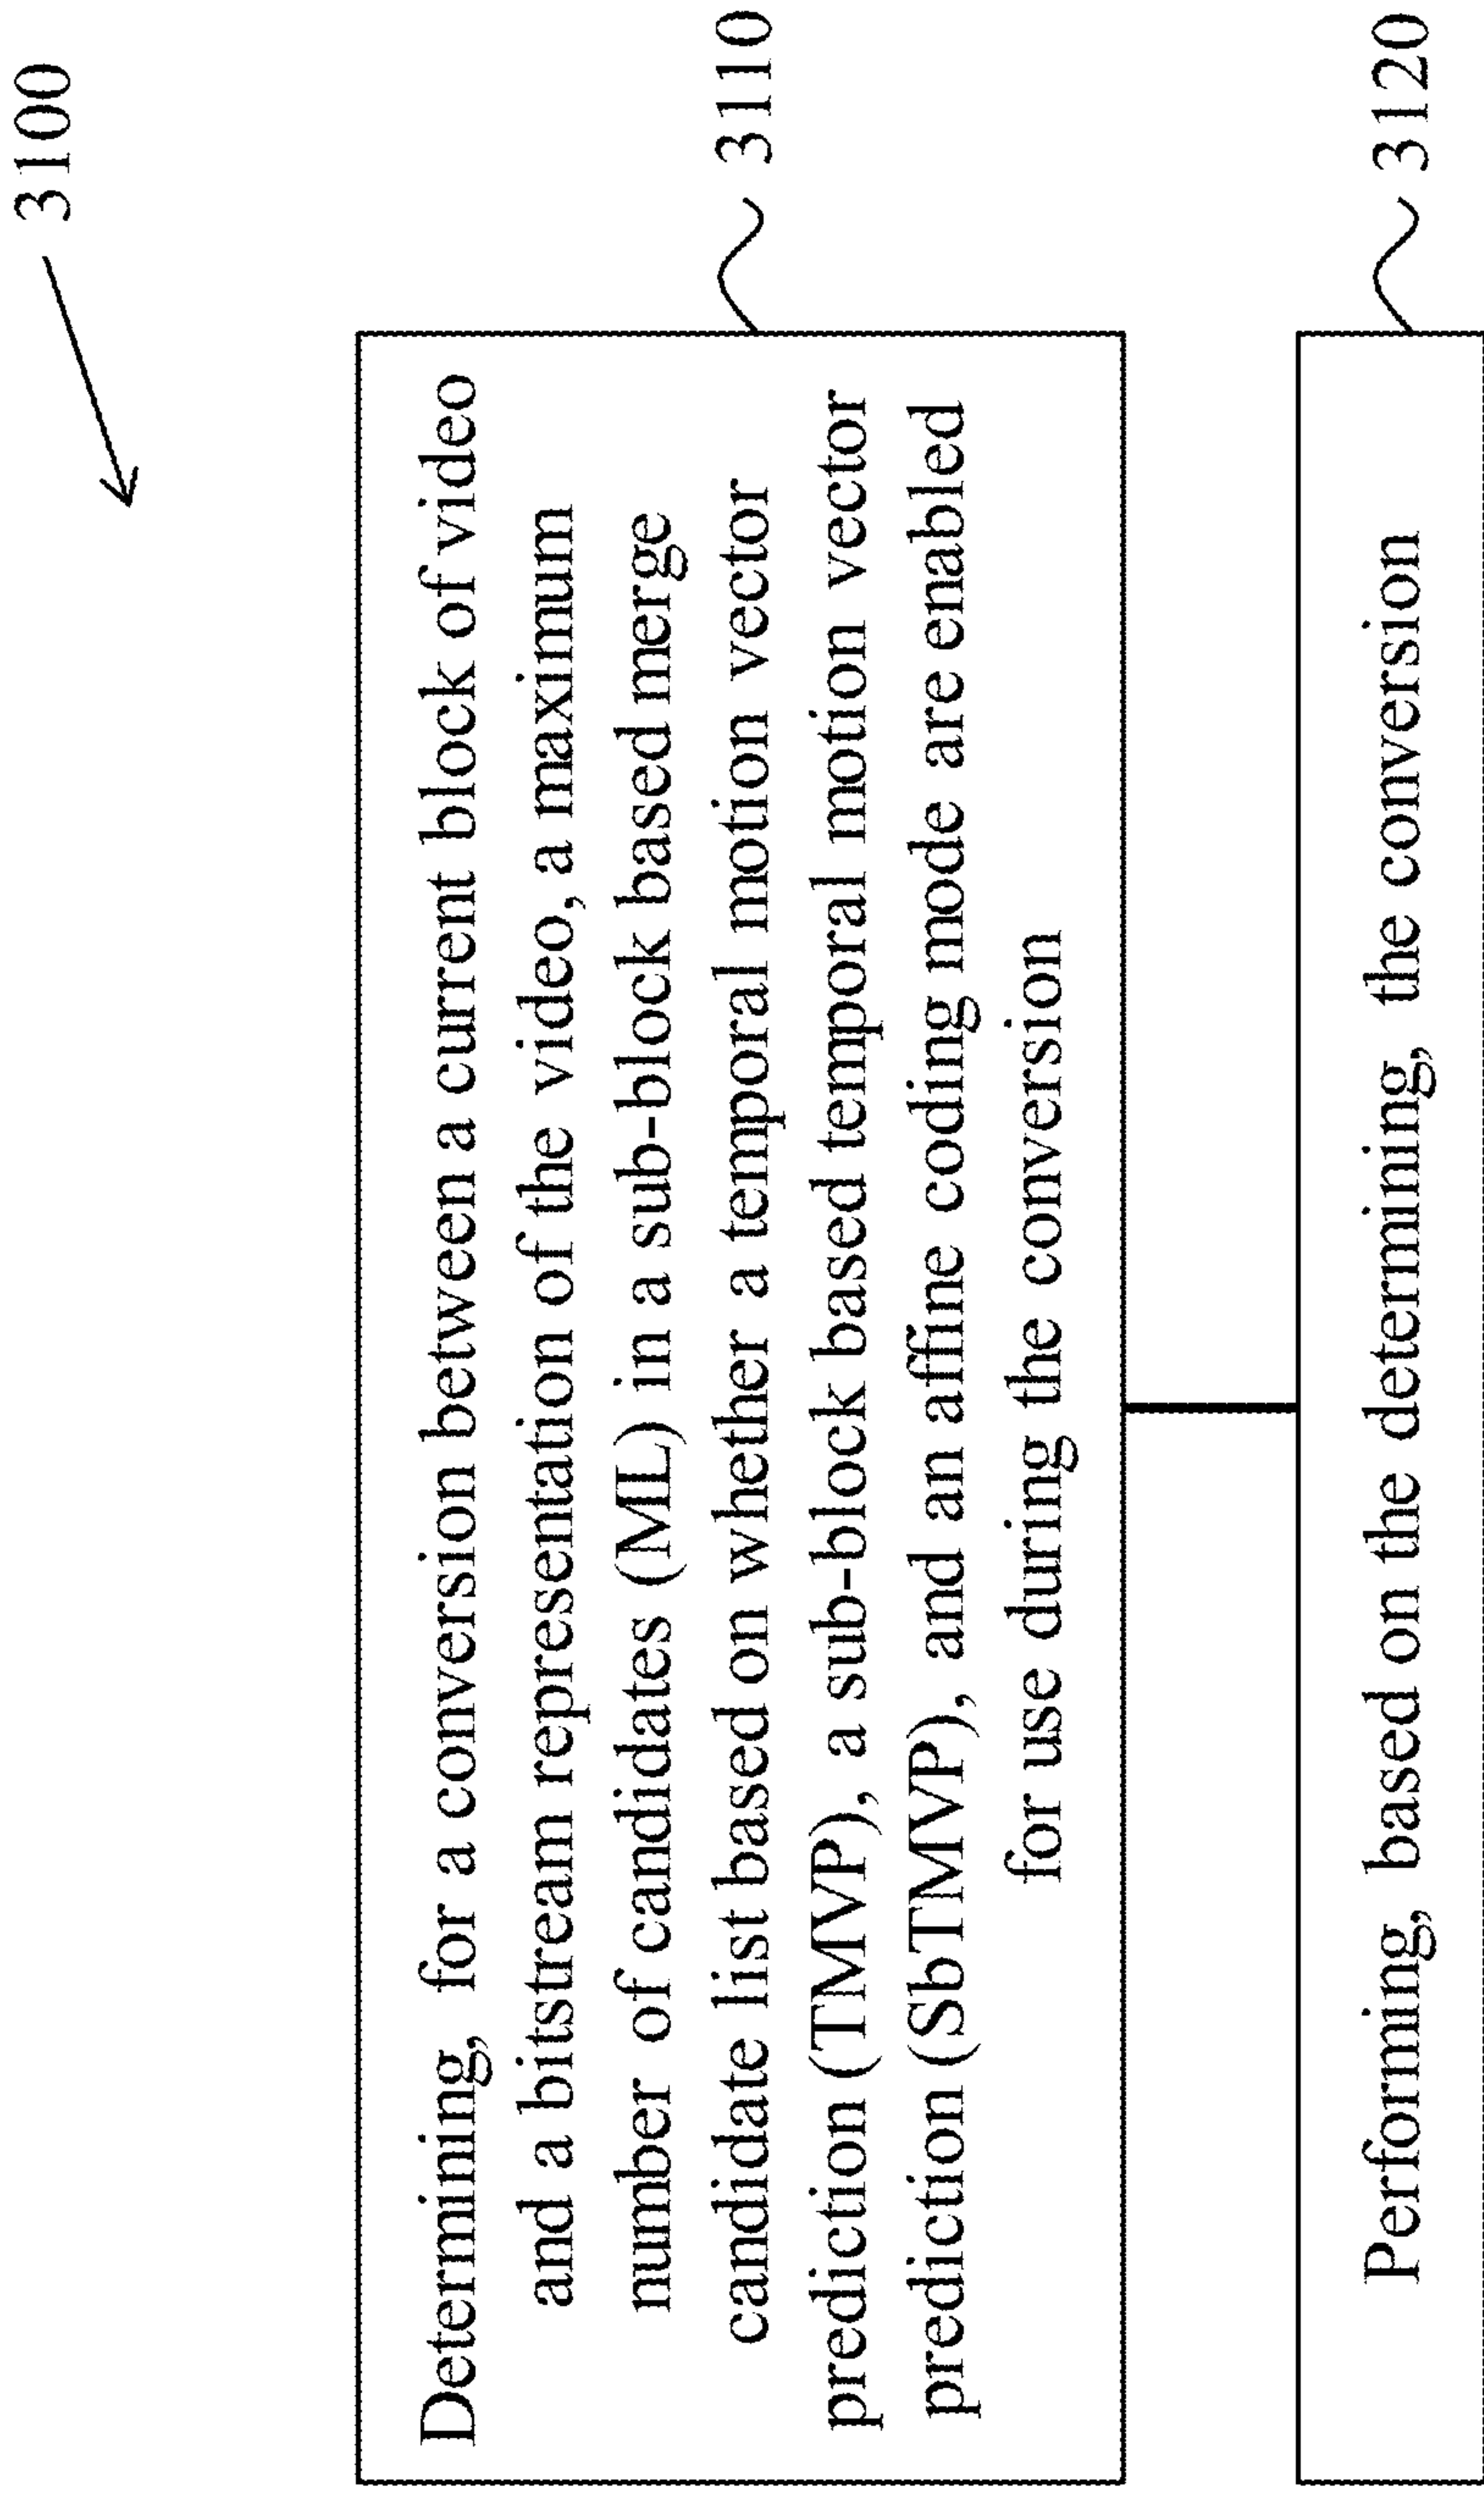 3100
Determining, for a conversion between a current block of video
and a bitstream representation of the video, a maximum
number of candidates (ML) in a sub-block based merge
candidate list based on whether a temporal motion vector
prediction (TMVP), a sub-block based temporal motion vector
prediction (SbTMVP), and an affine coding mode are enabled
for use during the conversion
3110
Performing, based on the determining, the conversion
3120